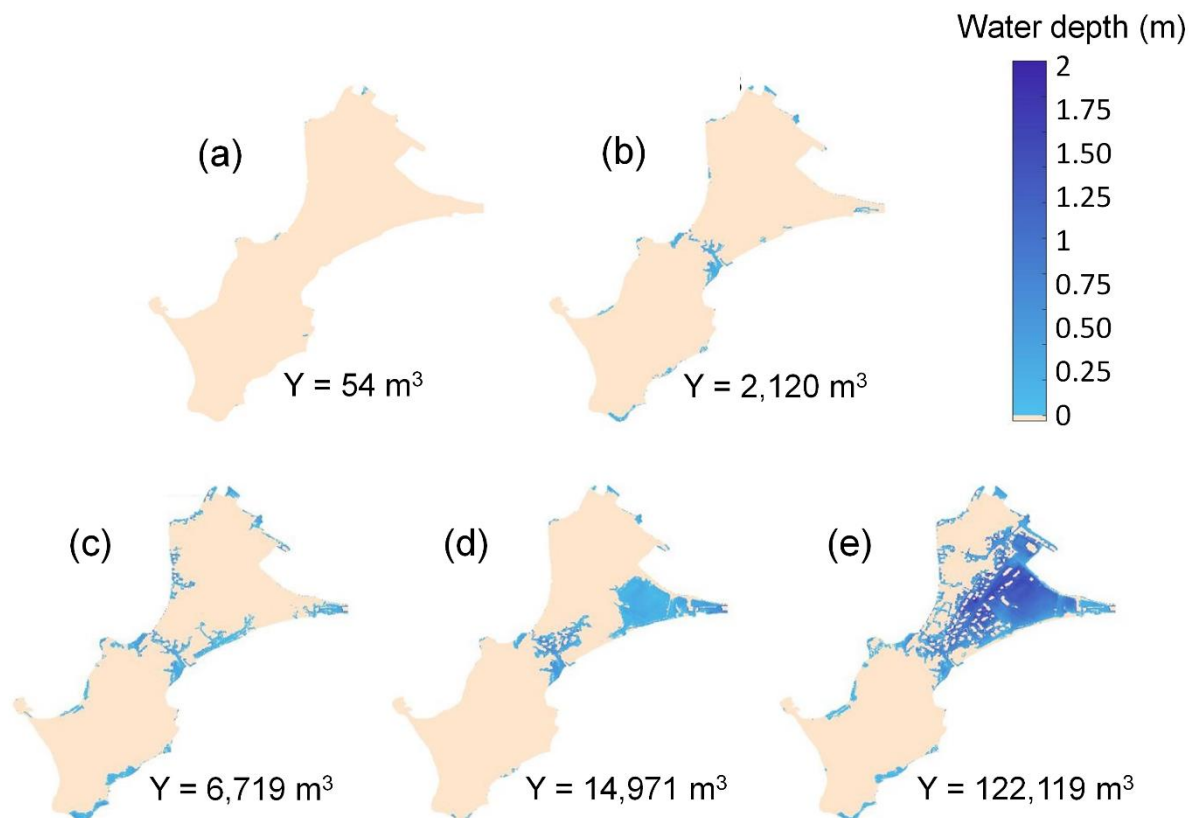 Water depth (m)
2
1.75
1.50
1.25
1
0.75
0.50
0.25
0
(a)
(b)
Y = 54 m³
Y = 2,120 m³
(c)
(d)
(e)
Y = 6,719 m³
Y = 14,971 m³
Y = 122,119 m³